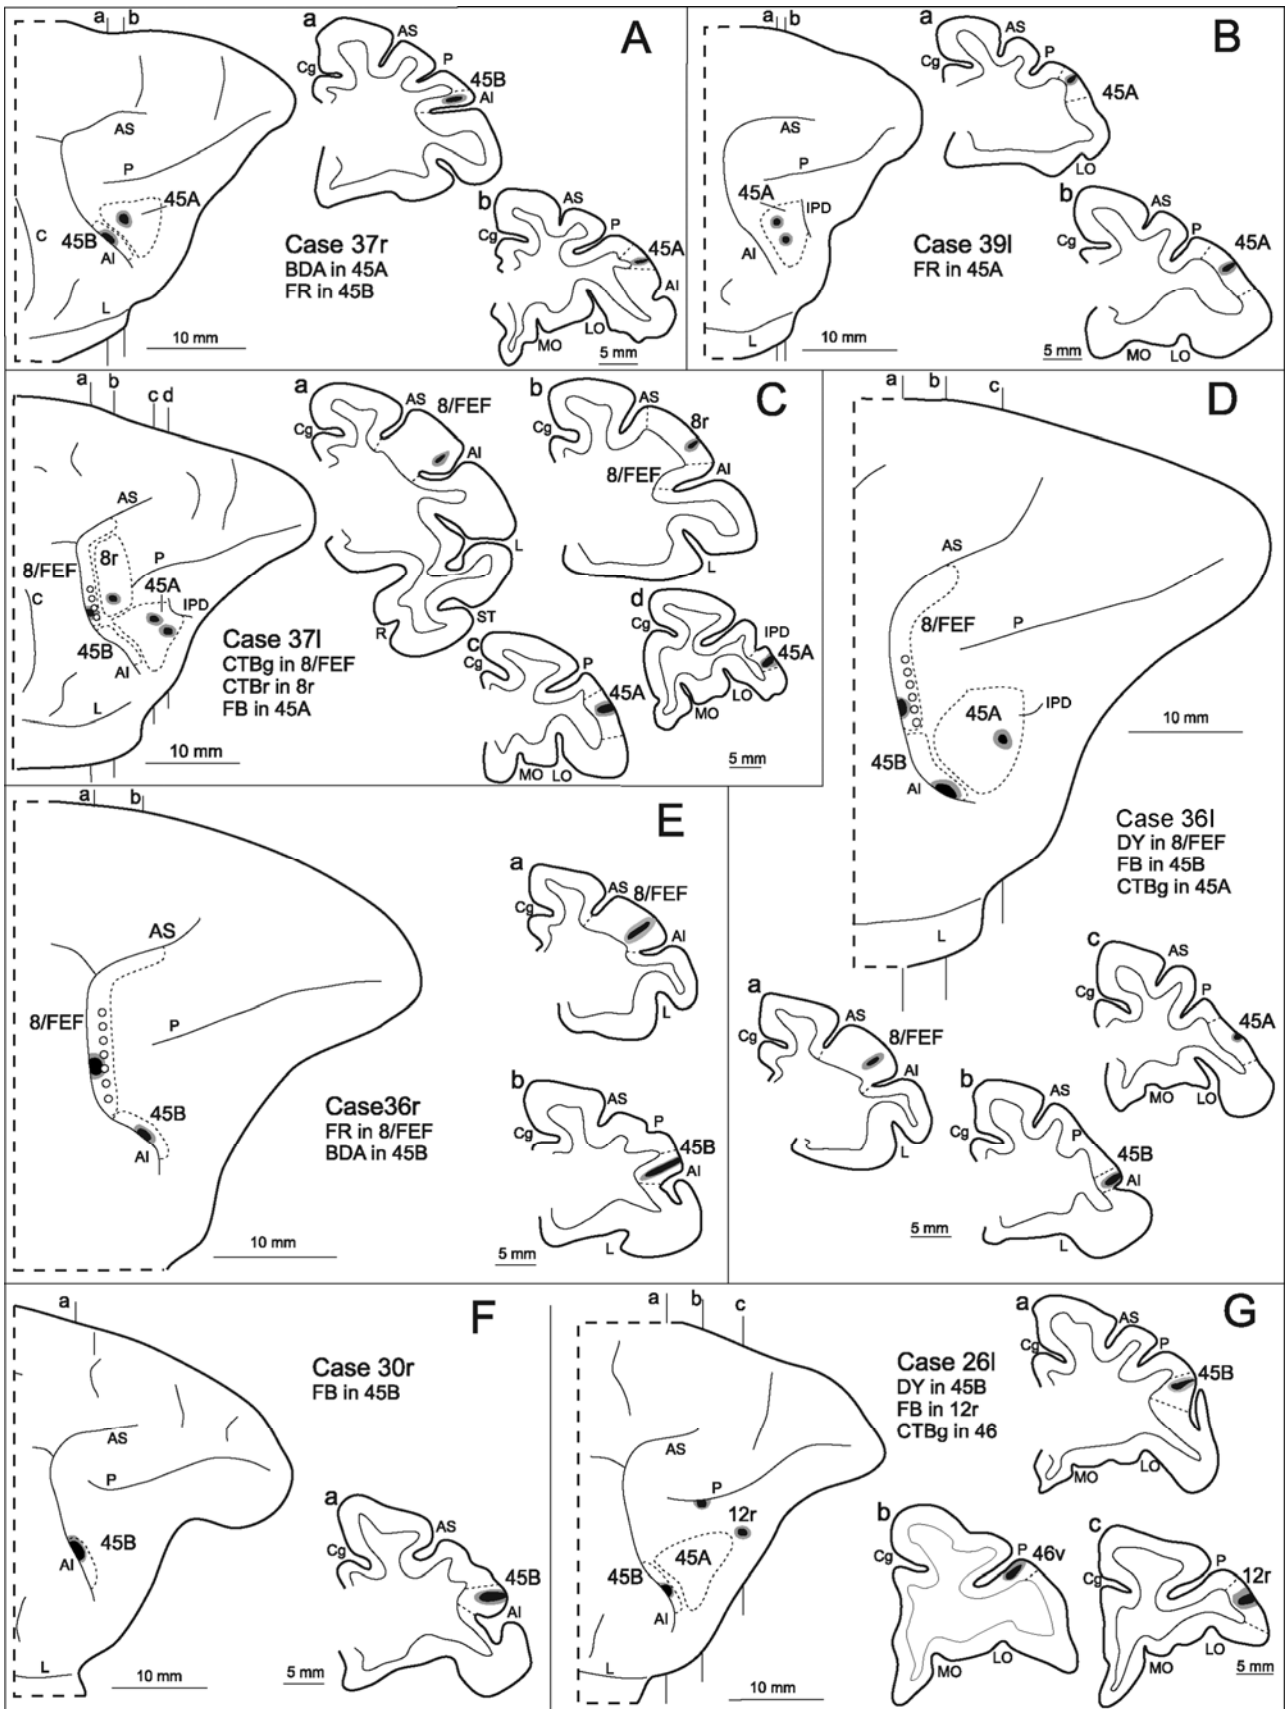 a b
A
AS
P
45A
45B
AI
C
L
10 mm
Case 37r
BDA in 45A
FR in 45B
a
AS
P
45B
AI
Cg
b
AS
P
Cg
45A
AI
LO
MO
5 mm
a b
B
AS
P
45A
IPD
AI
L
10 mm
Case 39l
FR in 45A
a
AS
P
Cg
45A
LO
b
AS
P
Cg
45A
MO
LO
5 mm
a
b
c d
C
AS
8r
P
8/FEF
45A
IPD
C
45B
AI
L
10 mm
Case 37l
CTBg in 8/FEF
CTBr in 8r
FB in 45A
a
AS
8/FEF
Cg
AI
L
ST
R
b
AS
8r
Cg
8/FEF
AI
L
c
Cg
P
45A
MO
LO
d
Cg
IPD
45A
LO
MO
5 mm
a
b
c
D
AS
8/FEF
P
IPD
45A
45B
AI
L
10 mm
Case 36l
DY in 8/FEF
FB in 45B
CTBg in 45A
a
AS
Cg
8/FEF
AI
L
b
AS
Cg
P
45B
AI
L
c
AS
Cg
P
45A
MO
LO
5 mm
a
b
E
AS
8/FEF
P
45B
AI
10 mm
Case36r
FR in 8/FEF
BDA in 45B
a
AS
8/FEF
Cg
AI
L
b
AS
P
Cg
45B
AI
L
5 mm
a
F
AS
P
45B
AI
L
10 mm
Case 30r
FB in 45B
a
AS
Cg
45B
AI
5 mm
a
b
c
G
AS
P
12r
45A
45B
AI
L
10 mm
Case 26l
DY in 45B
FB in 12r
CTBg in 46
a
AS
P
Cg
45B
MO
LO
b
P
46v
Cg
MO
LO
c
P
Cg
12r
LO
MO
5 mm